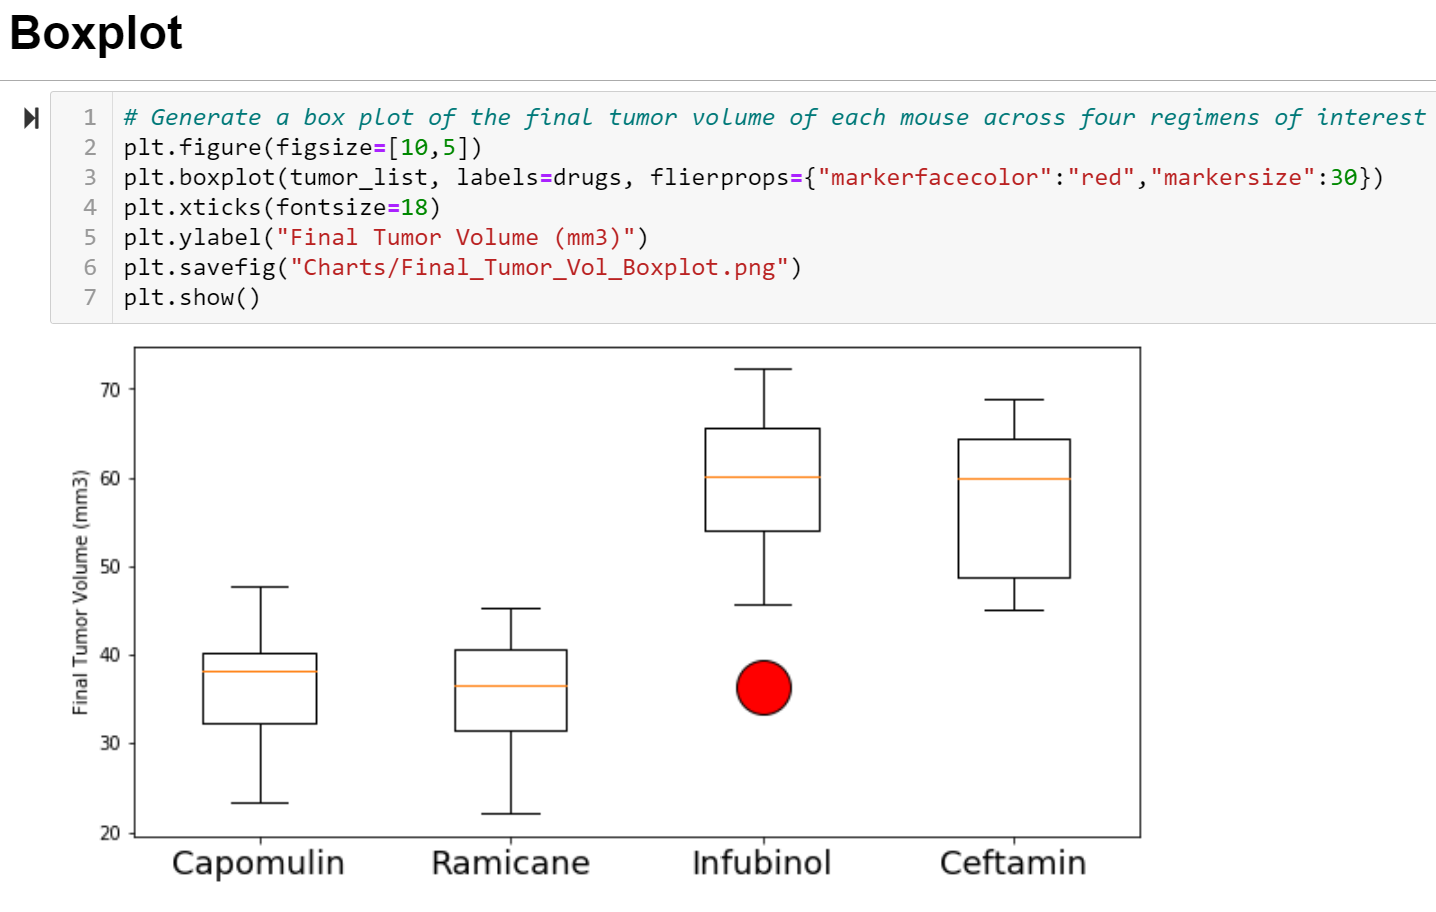 Boxplot
1 # Generate a box plot of the final tumor volume of each mouse across four regimens of interest
2 plt.figure(figsize=[10,5])
3 plt.boxplot(tumor_list, labels=drugs, flierprops={"markerfacecolor":"red","markersize":30})
4 plt.xticks(fontsize=18)
5 plt.ylabel("Final Tumor Volume (mm3)")
6 plt.savefig("Charts/Final_Tumor_Vol_Boxplot.png")
7 plt.show()
Final Tumor Volume (mm3)
70
60
50
40
30
20
Capomulin Ramicane Infubinol Ceftamin